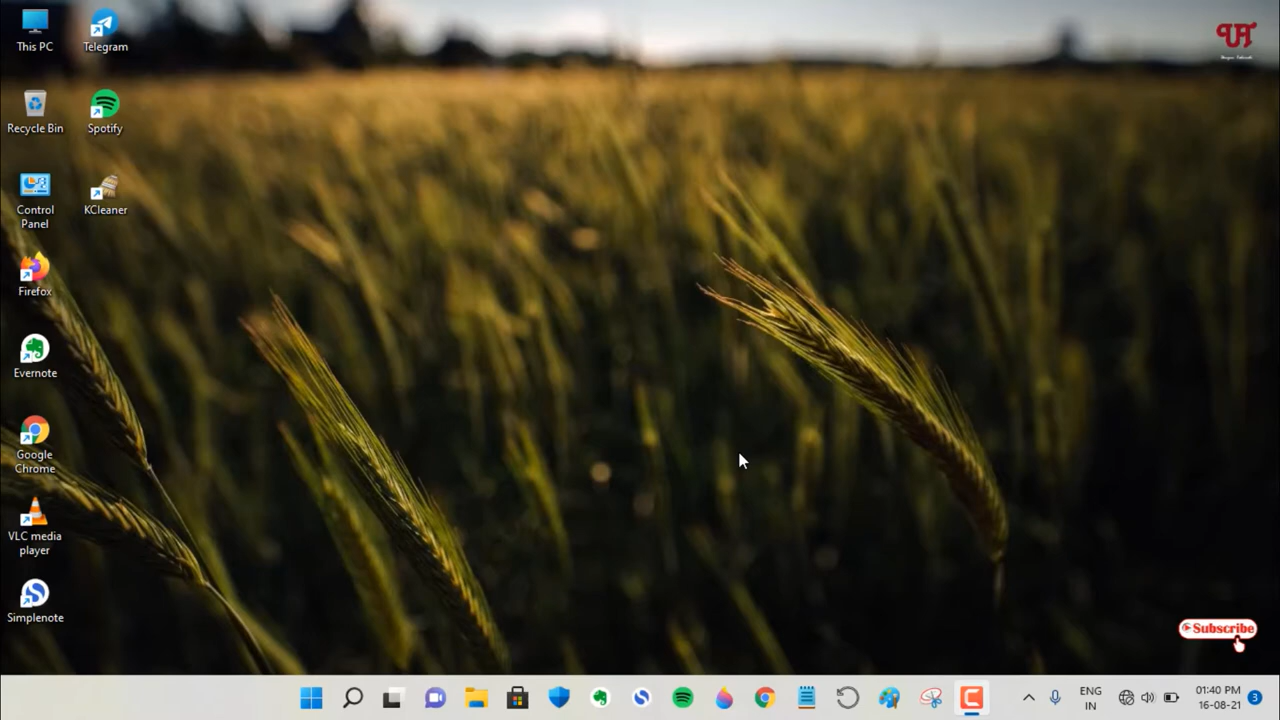 This PC
Telegram
Recycle Bin
Spotify
Control
Panel
KCleaner
Firefox
Evernote
Google
Chrome
VLC media
player
Simplenote
UT
Subscribe
ENG
IN
01:40 PM
16-08-21
3